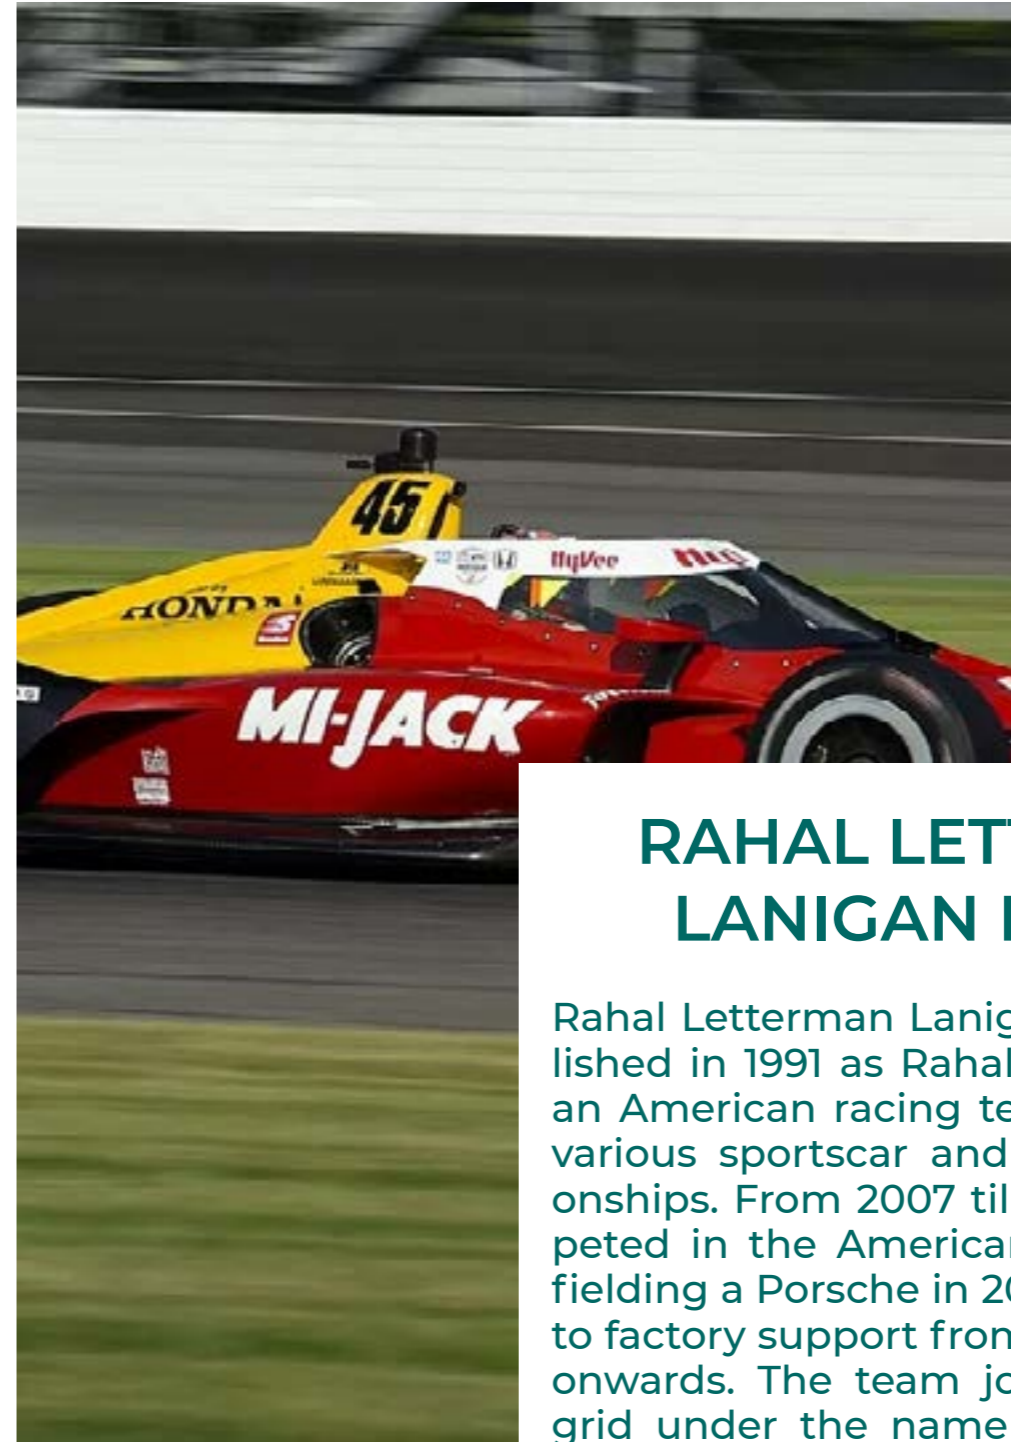 45
HyVee
HONDA
MI-JACK
RAHAL LET
LANIGAN
Rahal Letterman Lanig
lished in 1991 as Rahal
an American racing te
various sportscar and
onships. From 2007 til
peted in the America
fielding a Porsche in 20
to factory support from
onwards. The team jo
grid under the name